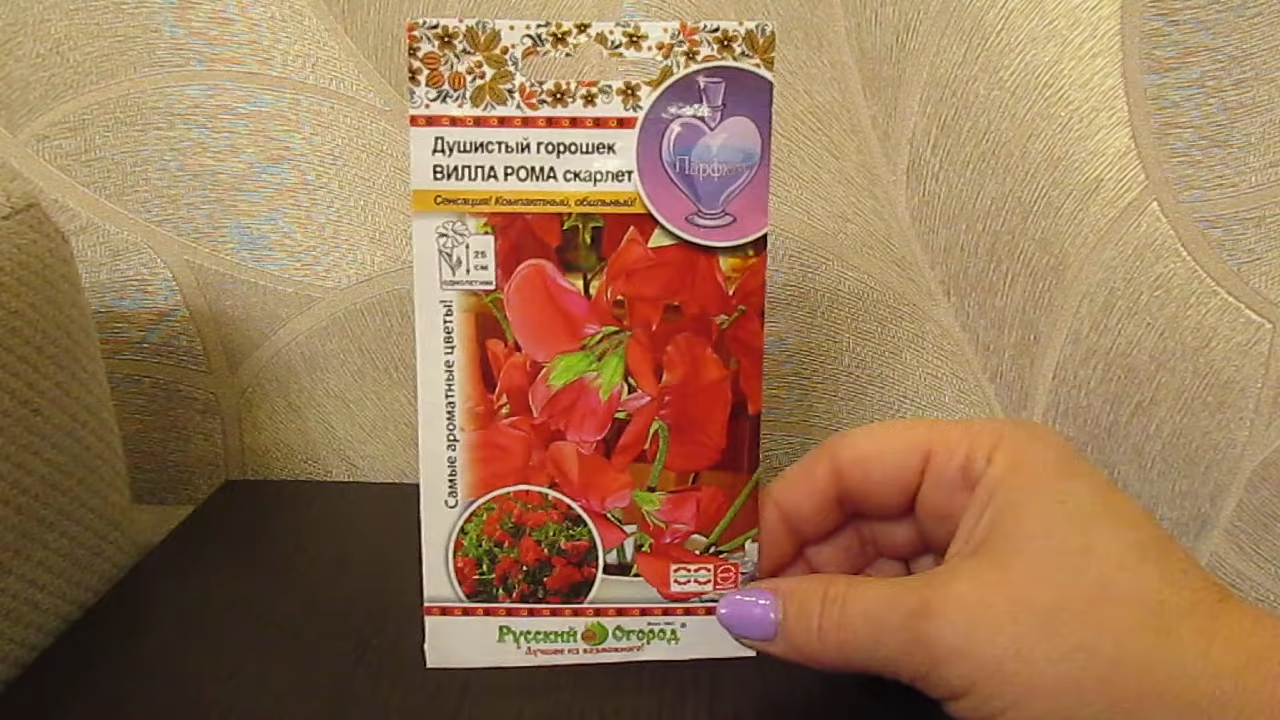 Душистый горошек
ВИЛЛА РОМА скарлет
Парфюм
Сенсация! Компактный, обильный!
25
см
однолетник
Самые ароматные цветы!
Русский Огород®
Лучшее из возможного!